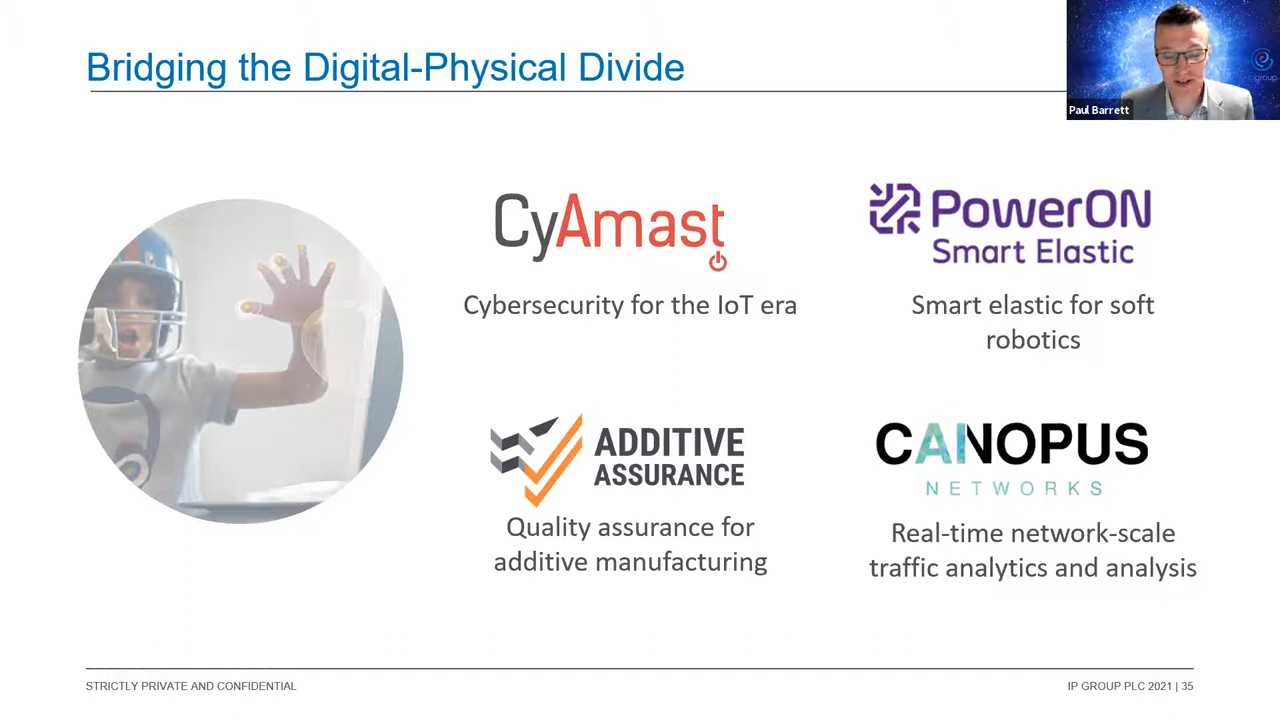 Bridging the Digital-Physical Divide
Paul Barrett
CyAmast
Cybersecurity for the IoT era
PowerON
Smart Elastic
Smart elastic for soft
robotics
ADDITIVE
ASSURANCE
Quality assurance for
additive manufacturing
CANOPUS
NETWORKS
Real-time network-scale
traffic analytics and analysis
STRICTLY PRIVATE AND CONFIDENTIAL
IP GROUP PLC 2021 | 35